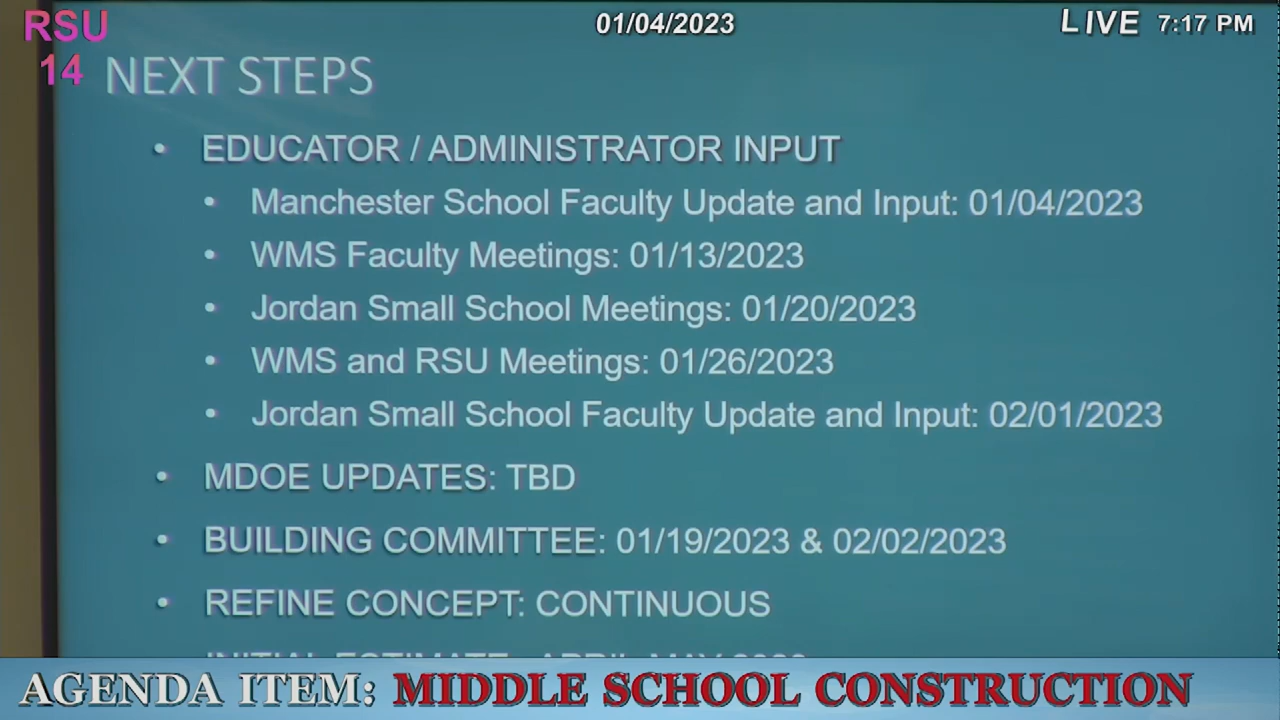 RSU
14
01/04/2023
LIVE 7:17 PM
NEXT STEPS
• EDUCATOR / ADMINISTRATOR INPUT
• Manchester School Faculty Update and Input: 01/04/2023
• WMS Faculty Meetings: 01/13/2023
• Jordan Small School Meetings: 01/20/2023
• WMS and RSU Meetings: 01/26/2023
• Jordan Small School Faculty Update and Input: 02/01/2023
• MDOE UPDATES: TBD
• BUILDING COMMITTEE: 01/19/2023 & 02/02/2023
• REFINE CONCEPT: CONTINUOUS
INITIAL ESTIMATE
AGENDA ITEM: MIDDLE SCHOOL CONSTRUCTION